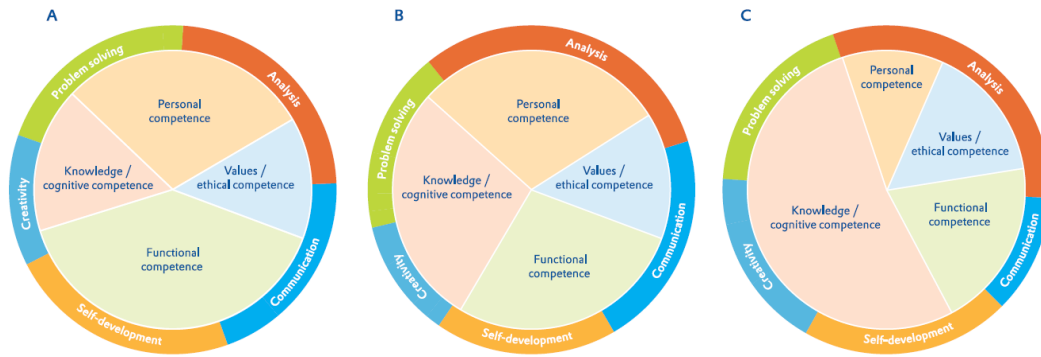 A
Problem solving
Analysis
Personal
competence
Knowledge /
cognitive competence
Values /
ethical competence
Creativity
Functional
competence
Communication
Self-development
B
Analysis
Problem solving
Personal
competence
Knowledge /
cognitive competence
Values /
ethical competence
Functional
competence
Creativity
Communication
Self-development
C
Problem solving
Analysis
Personal
competence
Values /
ethical competence
Knowledge /
cognitive competence
Functional
competence
Creativity
Communication
Self-development